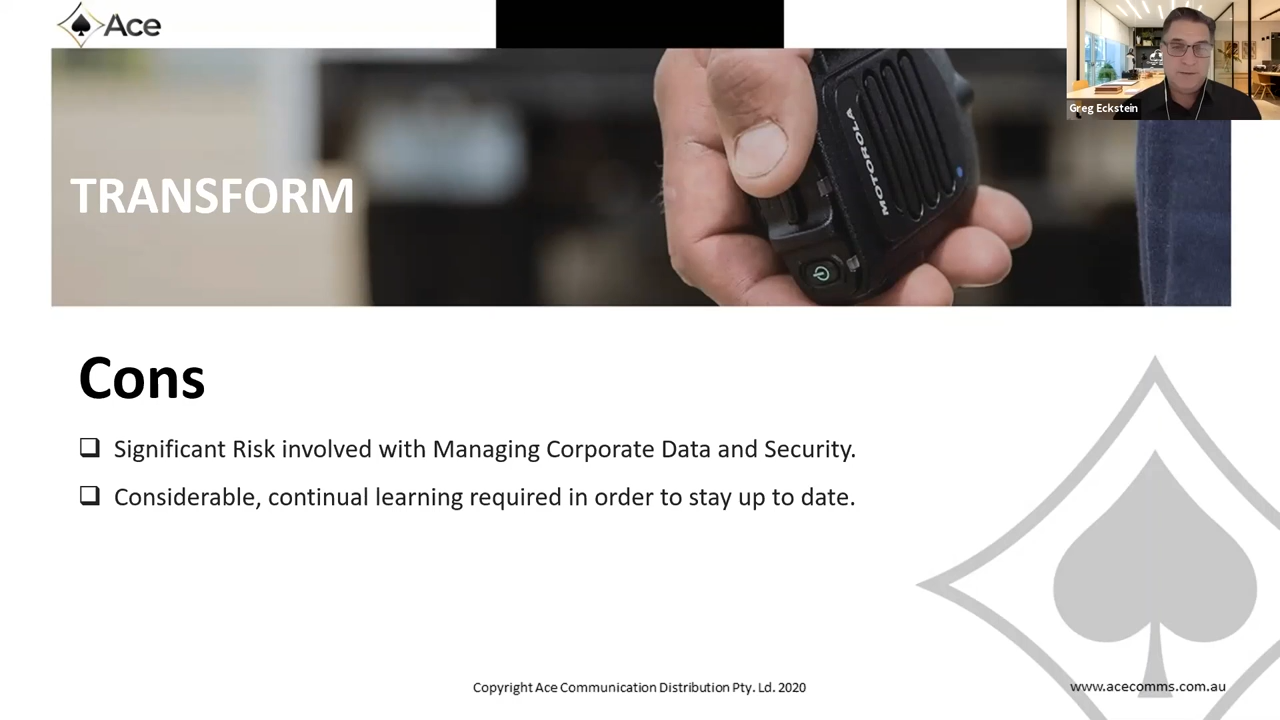 Ace
Greg Eckstein
TRANSFORM
MOTOROLA
Cons
Significant Risk involved with Managing Corporate Data and Security.
Considerable, continual learning required in order to stay up to date.
Copyright Ace Communication Distribution Pty. Ld. 2020
www.acecomms.com.au